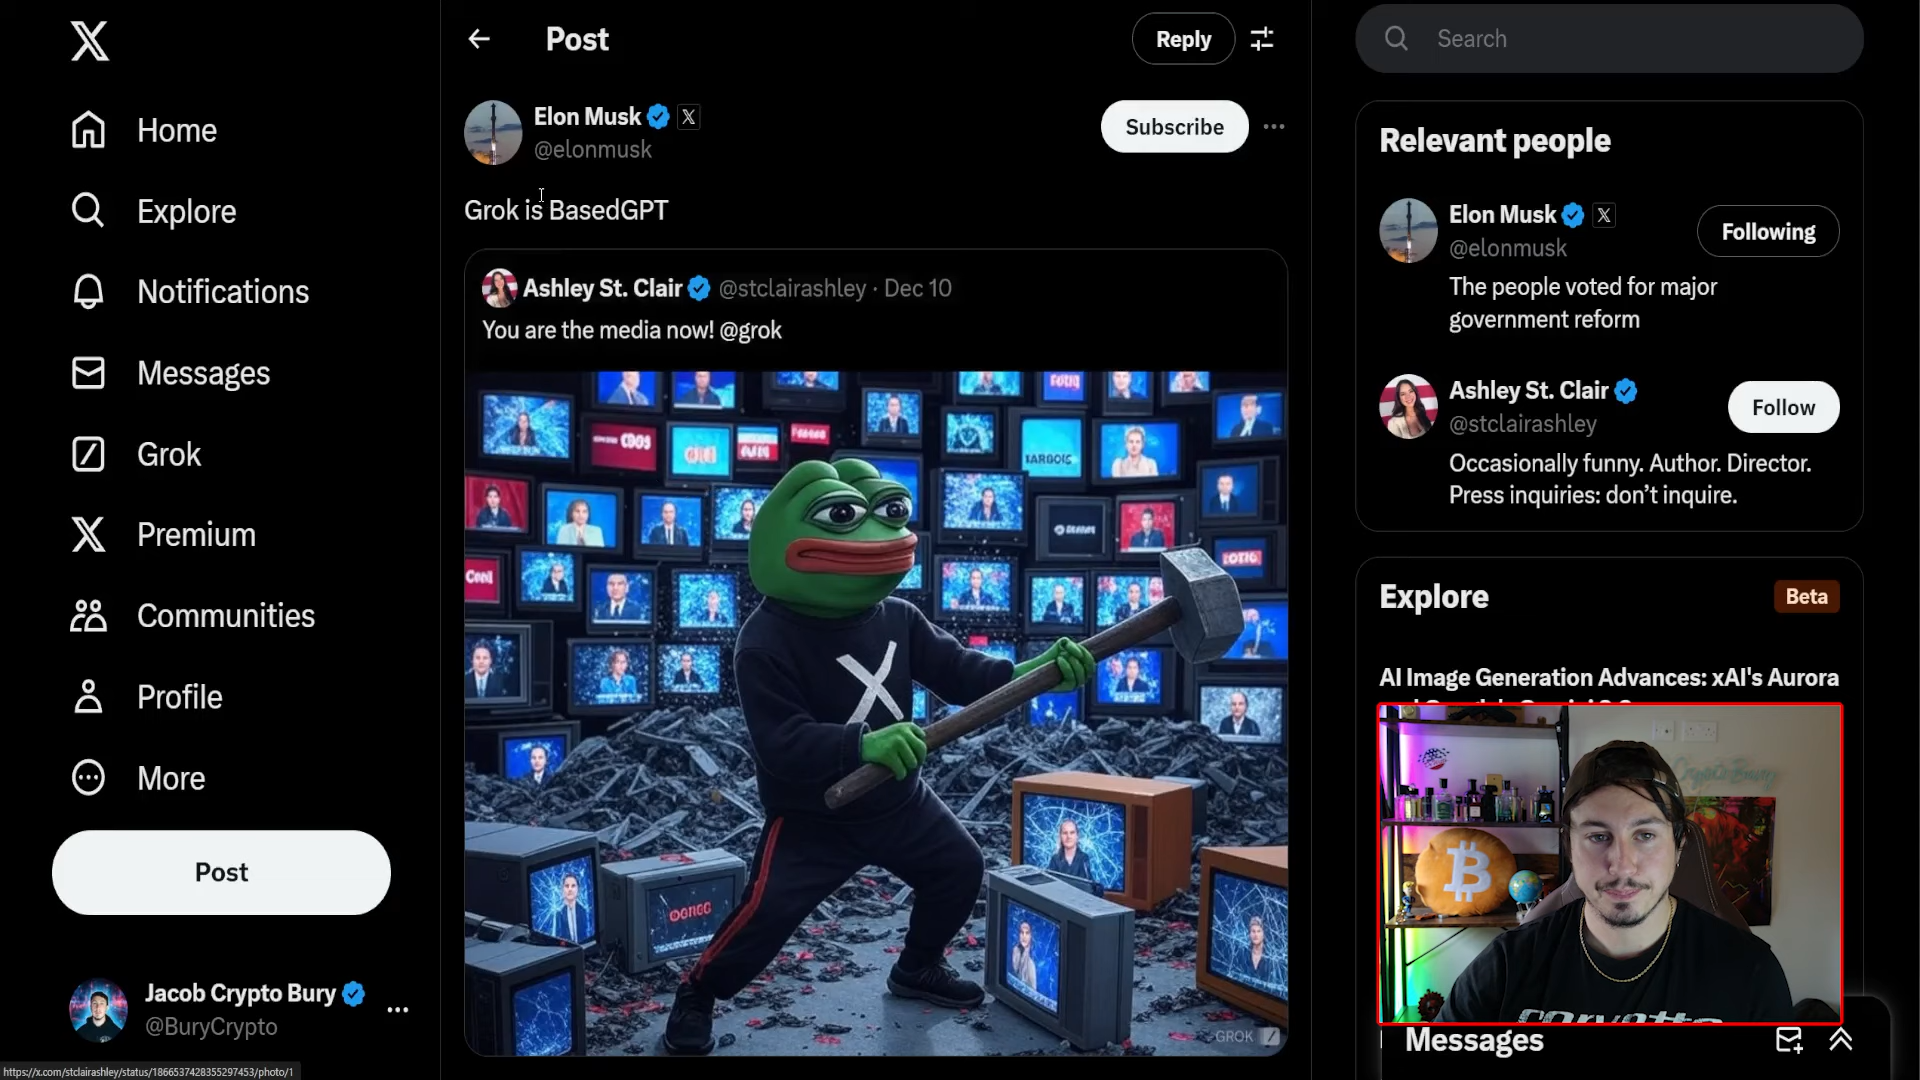 Home
Explore
Notifications
Messages
Grok
Premium
Communities
Profile
More
Post
Jacob Crypto Bury
@BuryCrypto
https://x.com/stclairashley/status/1866537428355297453/photo/1
Post
Reply
Elon Musk
@elonmusk
Subscribe
Grok is BasedGPT
Ashley St. Clair @stclairashley · Dec 10
You are the media now! @grok
X
GROK
Search
Relevant people
Elon Musk
@elonmusk
Following
The people voted for major
government reform
Ashley St. Clair
@stclairashley
Follow
Occasionally funny. Author. Director.
Press inquiries: don’t inquire.
Explore
Beta
AI Image Generation Advances: xAI's Aurora
CryptoBury
corvette
Messages